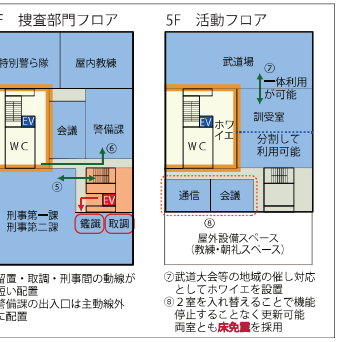 F 捜査部門フロア
特別警ら隊
屋内教練
EV
WC
会議
警備課
⑥
⑤
EV
刑事第一課
刑事第二課
鑑識
取調
留置・取調・刑事間の動線が
短い配置
警備課の出入口は主動線外
に配置
5F 活動フロア
武道場
⑦
一体利用
が可能
訓受室
EV
ホワ
イエ
WC
分割して
利用可能
通信
会議
⑧
屋外設備スペース
(教練・朝礼スペース)
⑦武道大会等の地域の催し対応
としてホワイエを設置
⑧2室を入れ替えることで機能
停止することなく更新可能
両室とも床免震を採用